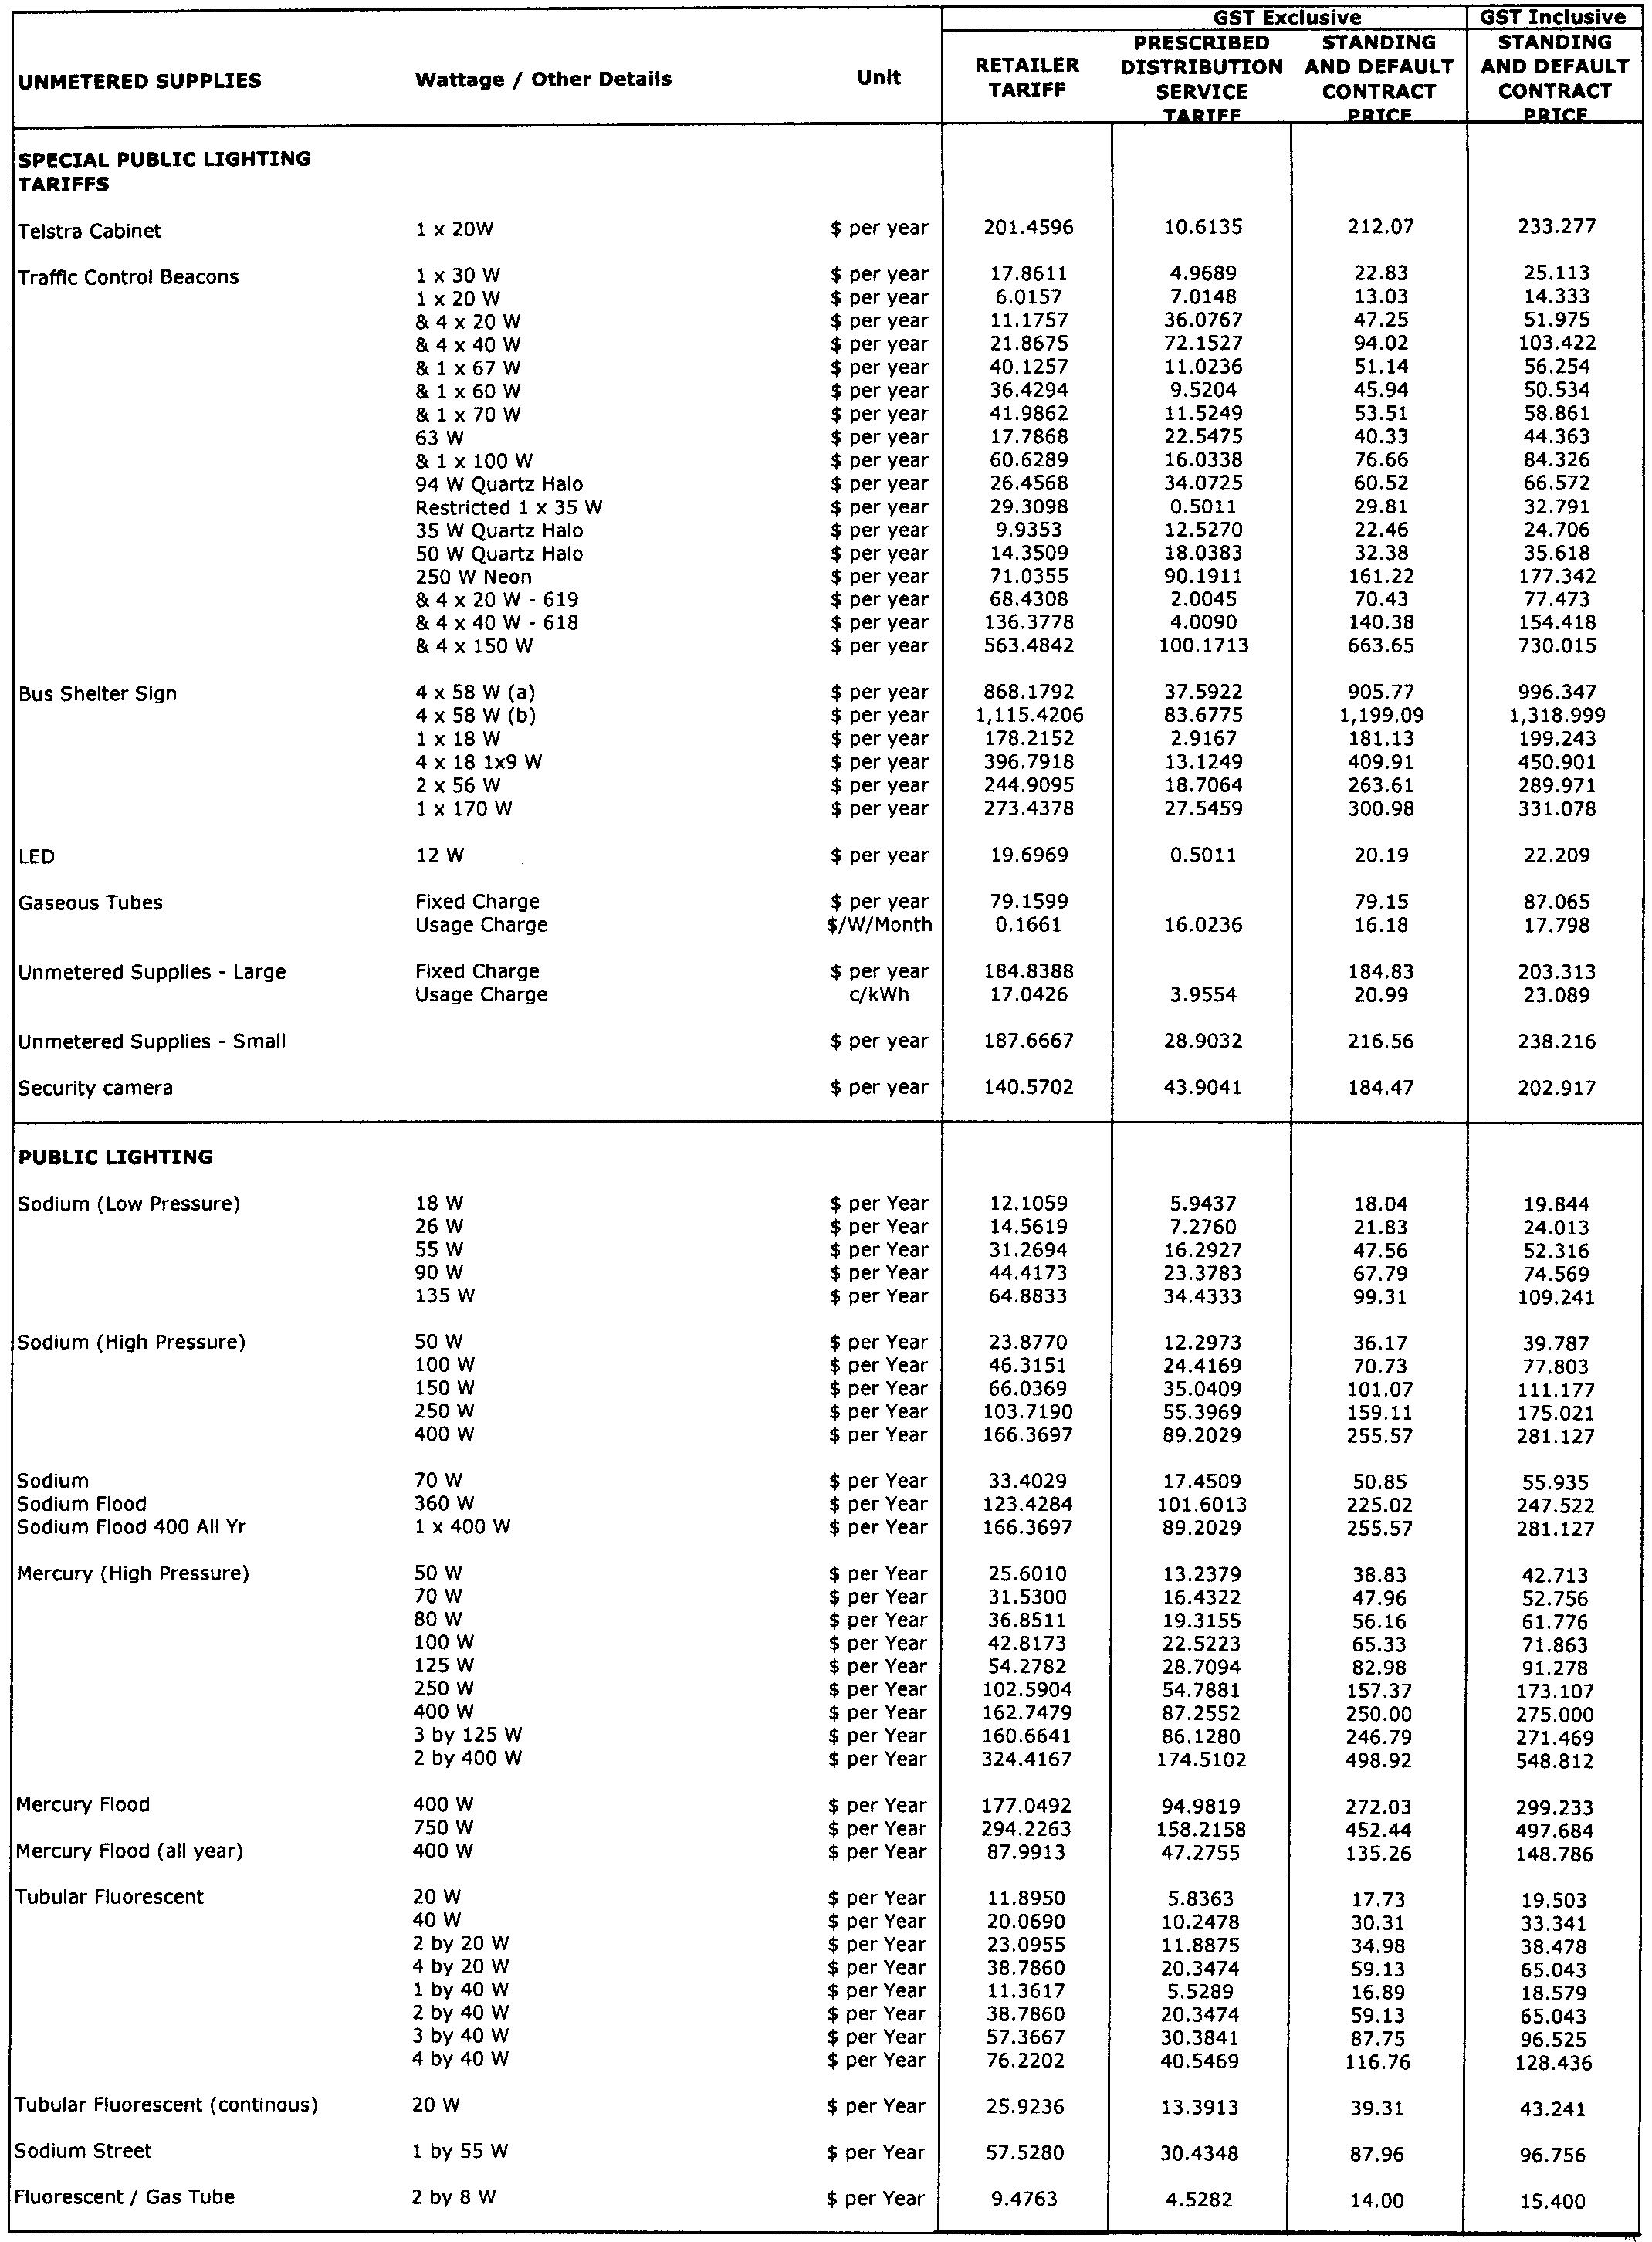 GST Exclusive GST Inclusive
UNMETERED SUPPLIES Wattage / Other Details Unit RETAILER TARIFF PRESCRIBED DISTRIBUTION SERVICE TARIFF STANDING AND DEFAULT CONTRACT PRICE STANDING AND DEFAULT CONTRACT PRICE
SPECIAL PUBLIC LIGHTING
TARIFFS
Telstra Cabinet 1 x 20W $ per year 201.4596 10.6135 212.07 233.277
Traffic Control Beacons 1 x 30 W $ per year 17.8611 4.9689 22.83 25.113
1 x 20 W $ per year 6.0157 7.0148 13.03 14.333
& 4 x 20 W $ per year 11.1757 36.0767 47.25 51.975
& 4 x 40 W $ per year 21.8675 72.1527 94.02 103.422
& 1 x 67 W $ per year 40.1257 11.0236 51.14 56.254
& 1 x 60 W $ per year 36.4294 9.5204 45.94 50.534
& 1 x 70 W $ per year 41.9862 11.5249 53.51 58.861
63 W $ per year 17.7868 22.5475 40.33 44.363
& 1 x 100 W $ per year 60.6289 16.0338 76.66 84.326
94 W Quartz Halo $ per year 26.4568 34.0725 60.52 66.572
Restricted 1 x 35 W $ per year 29.3098 0.5011 29.81 32.791
35 W Quartz Halo $ per year 9.9353 12.5270 22.46 24.706
50 W Quartz Halo $ per year 14.3509 18.0383 32.38 35.618
250 W Neon $ per year 71.0355 90.1911 161.22 177.342
& 4 x 20 W - 619 $ per year 68.4308 2.0045 70.43 77.473
& 4 x 40 W - 618 $ per year 136.3778 4.0090 140.38 154.418
& 4 x 150 W $ per year 563.4842 100.1713 663.65 730.015
Bus Shelter Sign 4 x 58 W (a) $ per year 868.1792 37.5922 905.77 996.347
4 x 58 W (b) $ per year 1,115.4206 83.6775 1,199.09 1,318.999
1 x 18 W $ per year 178.2152 2.9167 181.13 199.243
4 x 18 1x9 W $ per year 396.7918 13.1249 409.91 450.901
2 x 56 W $ per year 244.9095 18.7064 263.61 289.971
1 x 170 W $ per year 273.4378 27.5459 300.98 331.078
LED 12 W $ per year 19.6969 0.5011 20.19 22.209
Gaseous Tubes Fixed Charge $ per year 79.1599 79.15 87.065
Usage Charge $/W/Month 0.1661 16.0236 16.18 17.798
Unmetered Supplies - Large Fixed Charge $ per year 184.8388 184.83 203.313
Usage Charge c/kWh 17.0426 3.9554 20.99 23.089
Unmetered Supplies - Small $ per year 187.6667 28.9032 216.56 238.216
Security camera $ per year 140.5702 43.9041 184.47 202.917
PUBLIC LIGHTING
Sodium (Low Pressure) 18 W $ per Year 12.1059 5.9437 18.04 19.844
26 W $ per Year 14.5619 7.2760 21.83 24.013
55 W $ per Year 31.2694 16.2927 47.56 52.316
90 W $ per Year 44.4173 23.3783 67.79 74.569
135 W $ per Year 64.8833 34.4333 99.31 109.241
Sodium (High Pressure) 50 W $ per Year 23.8770 12.2973 36.17 39.787
100 W $ per Year 46.3151 24.4169 70.73 77.803
150 W $ per Year 66.0369 35.0409 101.07 111.177
250 W $ per Year 103.7190 55.3969 159.11 175.021
400 W $ per Year 166.3697 89.2029 255.57 281.127
Sodium 70 W $ per Year 33.4029 17.4509 50.85 55.935
Sodium Flood 360 W $ per Year 123.4284 101.6013 225.02 247.522
Sodium Flood 400 All Yr 1 x 400 W $ per Year 166.3697 89.2029 255.57 281.127
Mercury (High Pressure) 50 W $ per Year 25.6010 13.2379 38.83 42.713
70 W $ per Year 31.5300 16.4322 47.96 52.756
80 W $ per Year 36.8511 19.3155 56.16 61.776
100 W $ per Year 42.8173 22.5223 65.33 71.863
125 W $ per Year 54.2782 28.7094 82.98 91.278
250 W $ per Year 102.5904 54.7881 157.37 173.107
400 W $ per Year 162.7479 87.2552 250.00 275.000
3 by 125 W $ per Year 160.6641 86.1280 246.79 271.469
2 by 400 W $ per Year 324.4167 174.5102 498.92 548.812
Mercury Flood 400 W $ per Year 177.0492 94.9819 272.03 299.233
750 W $ per Year 294.2263 158.2158 452.44 497.684
Mercury Flood (all year) 400 W $ per Year 87.9913 47.2755 135.26 148.786
Tubular Fluorescent 20 W $ per Year 11.8950 5.8363 17.73 19.503
40 W $ per Year 20.0690 10.2478 30.31 33.341
2 by 20 W $ per Year 23.0955 11.8875 34.98 38.478
4 by 20 W $ per Year 38.7860 20.3474 59.13 65.043
1 by 40 W $ per Year 11.3617 5.5289 16.89 18.579
2 by 40 W $ per Year 38.7860 20.3474 59.13 65.043
3 by 40 W $ per Year 57.3667 30.3841 87.75 96.525
4 by 40 W $ per Year 76.2202 40.5469 116.76 128.436
Tubular Fluorescent (continous) 20 W $ per Year 25.9236 13.3913 39.31 43.241
Sodium Street 1 by 55 W $ per Year 57.5280 30.4348 87.96 96.756
Fluorescent / Gas Tube 2 by 8 W $ per Year 9.4763 4.5282 14.00 15.400